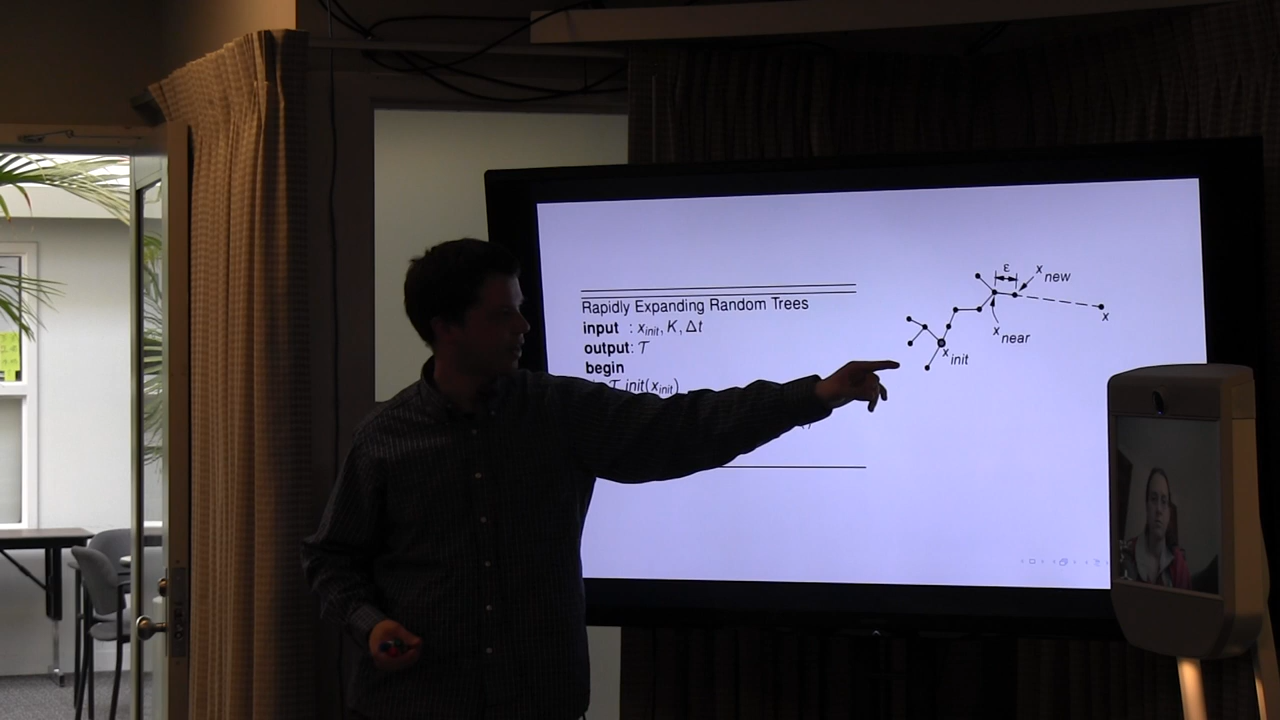 Rapidly Expanding Random Trees
input : x_init, K, Δt
output: T
begin
T.init(x_init)
ε
x_new
x
x_near
x_init